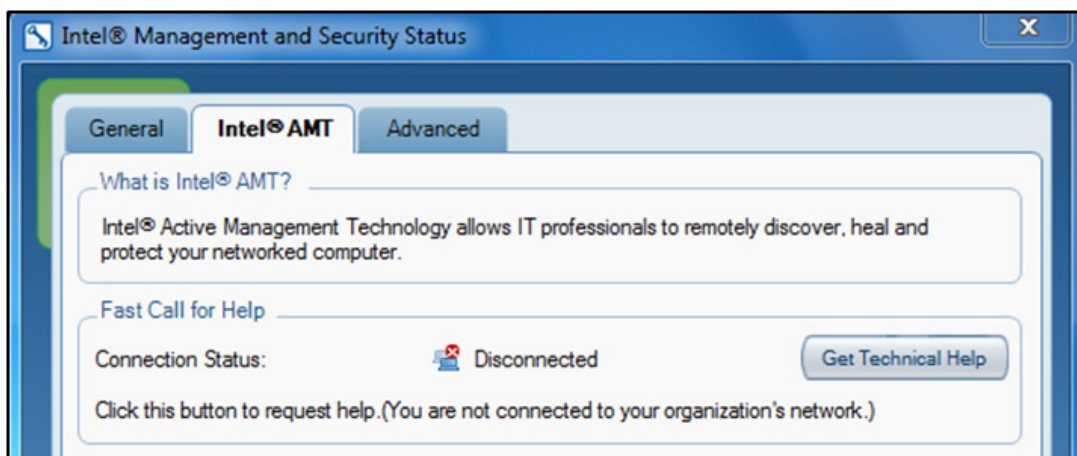 Intel® Management and Security Status
General Intel® AMT Advanced
What is Intel® AMT?
Intel® Active Management Technology allows IT professionals to remotely discover, heal and
protect your networked computer.
Fast Call for Help
Connection Status: Disconnected Get Technical Help
Click this button to request help.(You are not connected to your organization's network.)